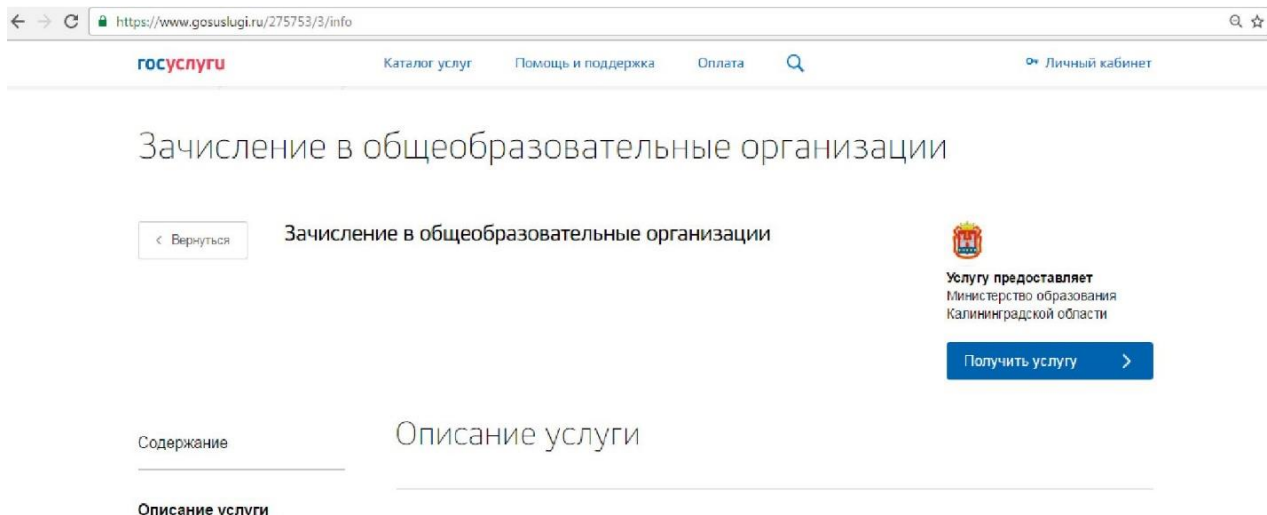 https://www.gosuslugi.ru/275753/3/info
госуслуги Каталог услуг Помощь и поддержка Оплата Личный кабинет
Зачисление в общеобразовательные организации
< Вернуться Зачисление в общеобразовательные организации
Услугу предоставляет
Министерство образования
Калининградской области
Получить услугу >
Содержание
Описание услуги
Описание услуги